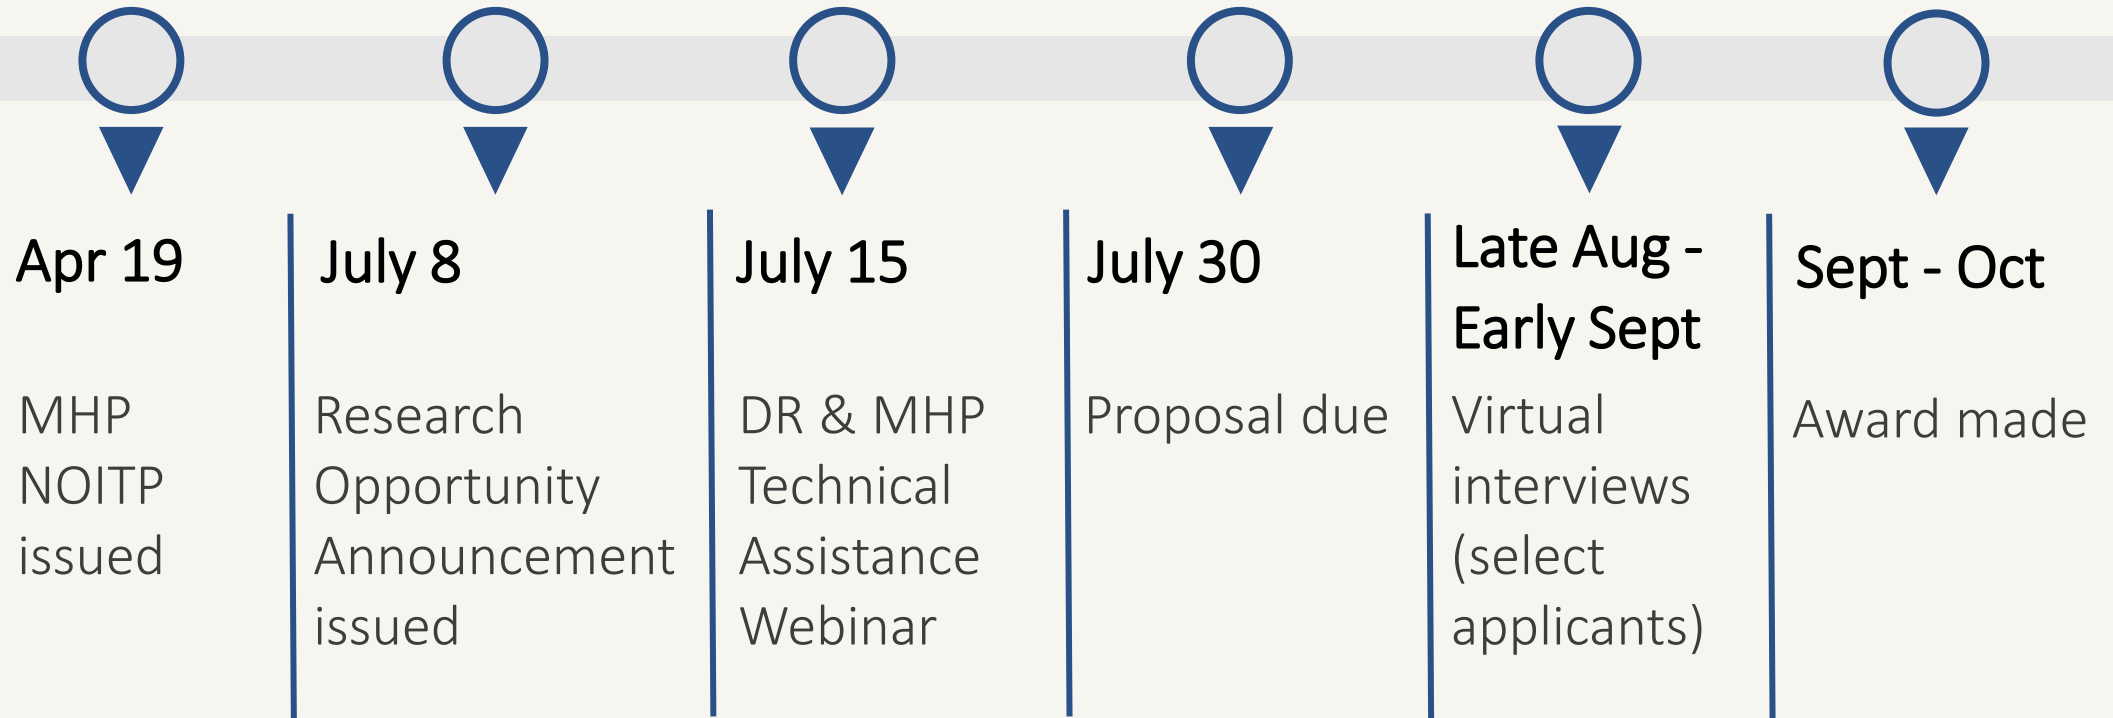 Apr 19
MHP
NOITP
issued
July 8
Research
Opportunity
Announcement
issued
July 15
DR & MHP
Technical
Assistance
Webinar
July 30
Proposal due
Late Aug -
Early Sept
Virtual
interviews
(select
applicants)
Sept - Oct
Award made